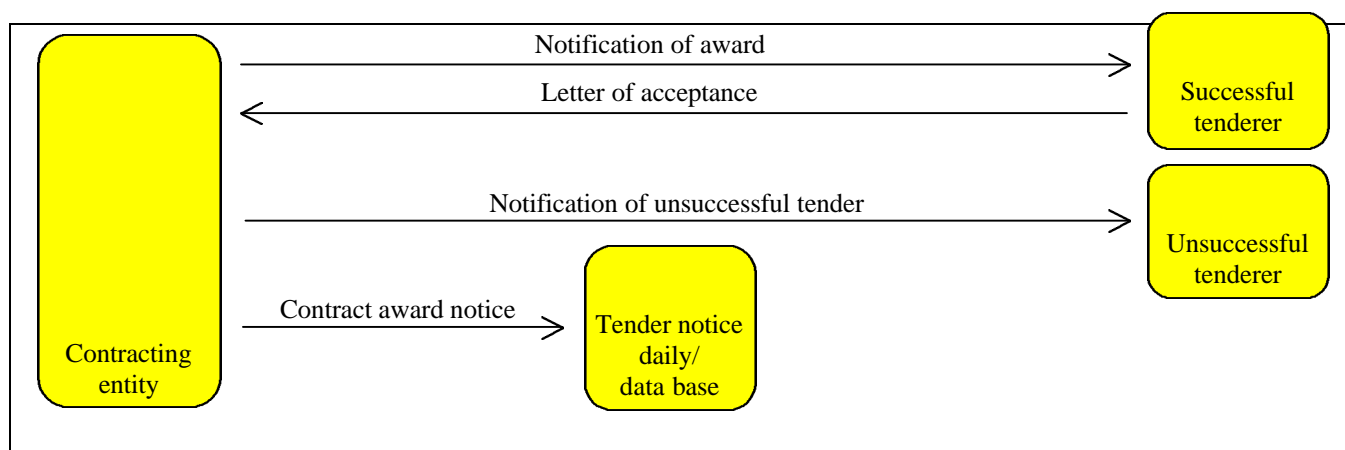 Notification of award
Letter of acceptance
Successful
tenderer
Notification of unsuccessful tender
Unsuccessful
tenderer
Contract award notice
Tender notice
daily/
data base
Contracting
entity